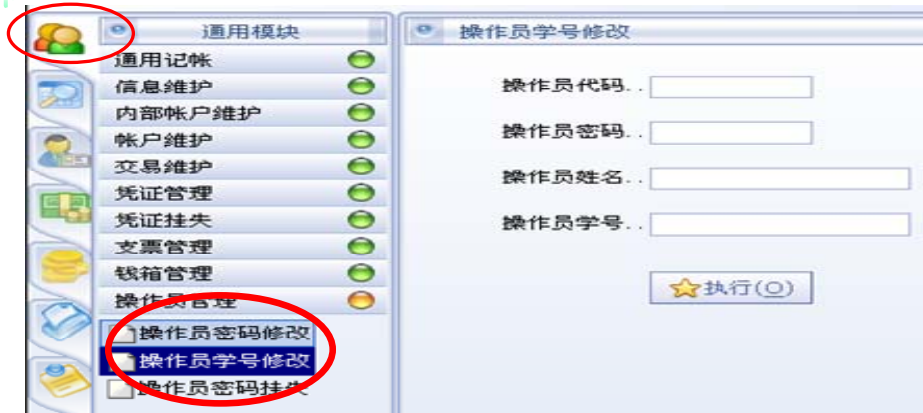 通用模块
通用记帐
信息维护
内部帐户维护
帐户维护
交易维护
凭证管理
凭证挂失
支票管理
钱箱管理
操作员管理
操作员密码修改
操作员学号修改
操作员密码挂失
操作员学号修改
操作员代码..
操作员密码..
操作员姓名..
操作员学号..
执行(O)